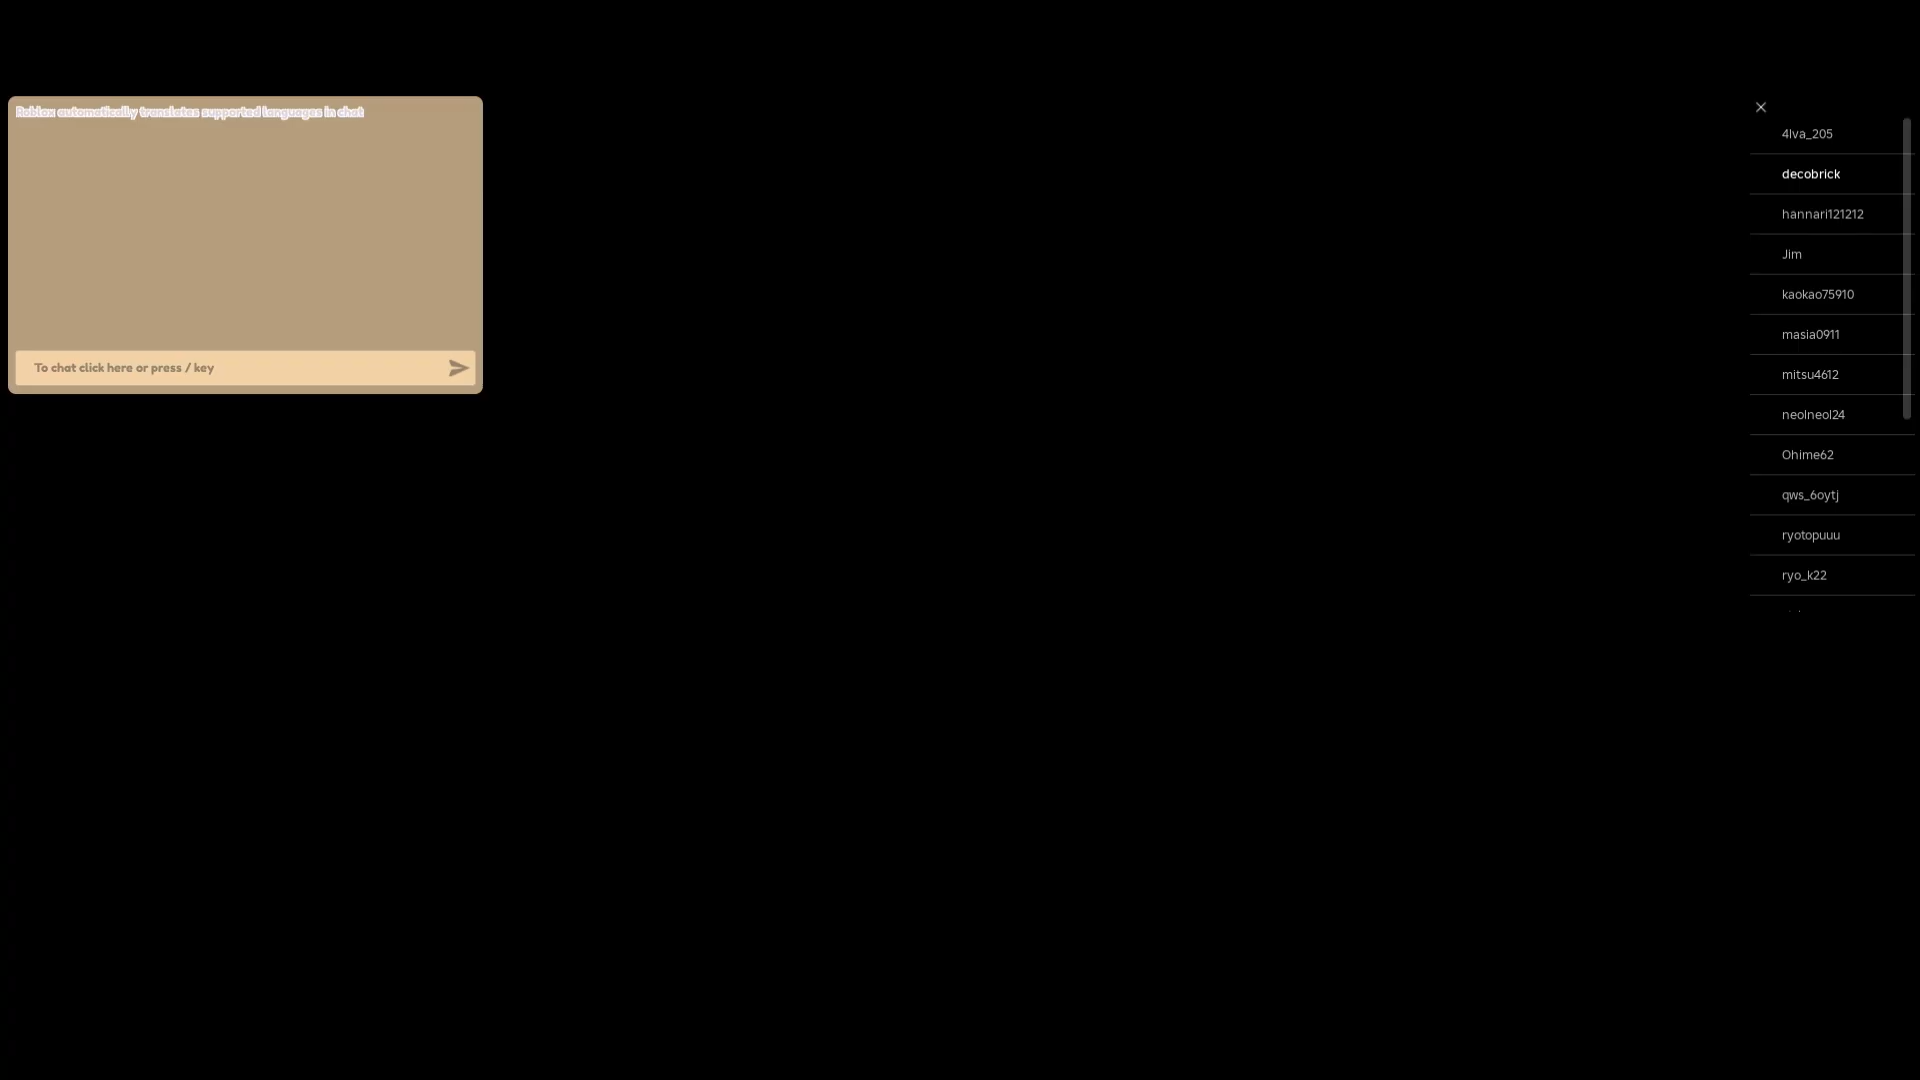 Roblox automatically translates supported languages in chat
To chat click here or press / key
4lva_205
decobrick
hannari121212
Jim
kaokao75910
masia0911
mitsu4612
neolneol24
Ohime62
qws_6oytj
ryotopuuu
ryo_k22